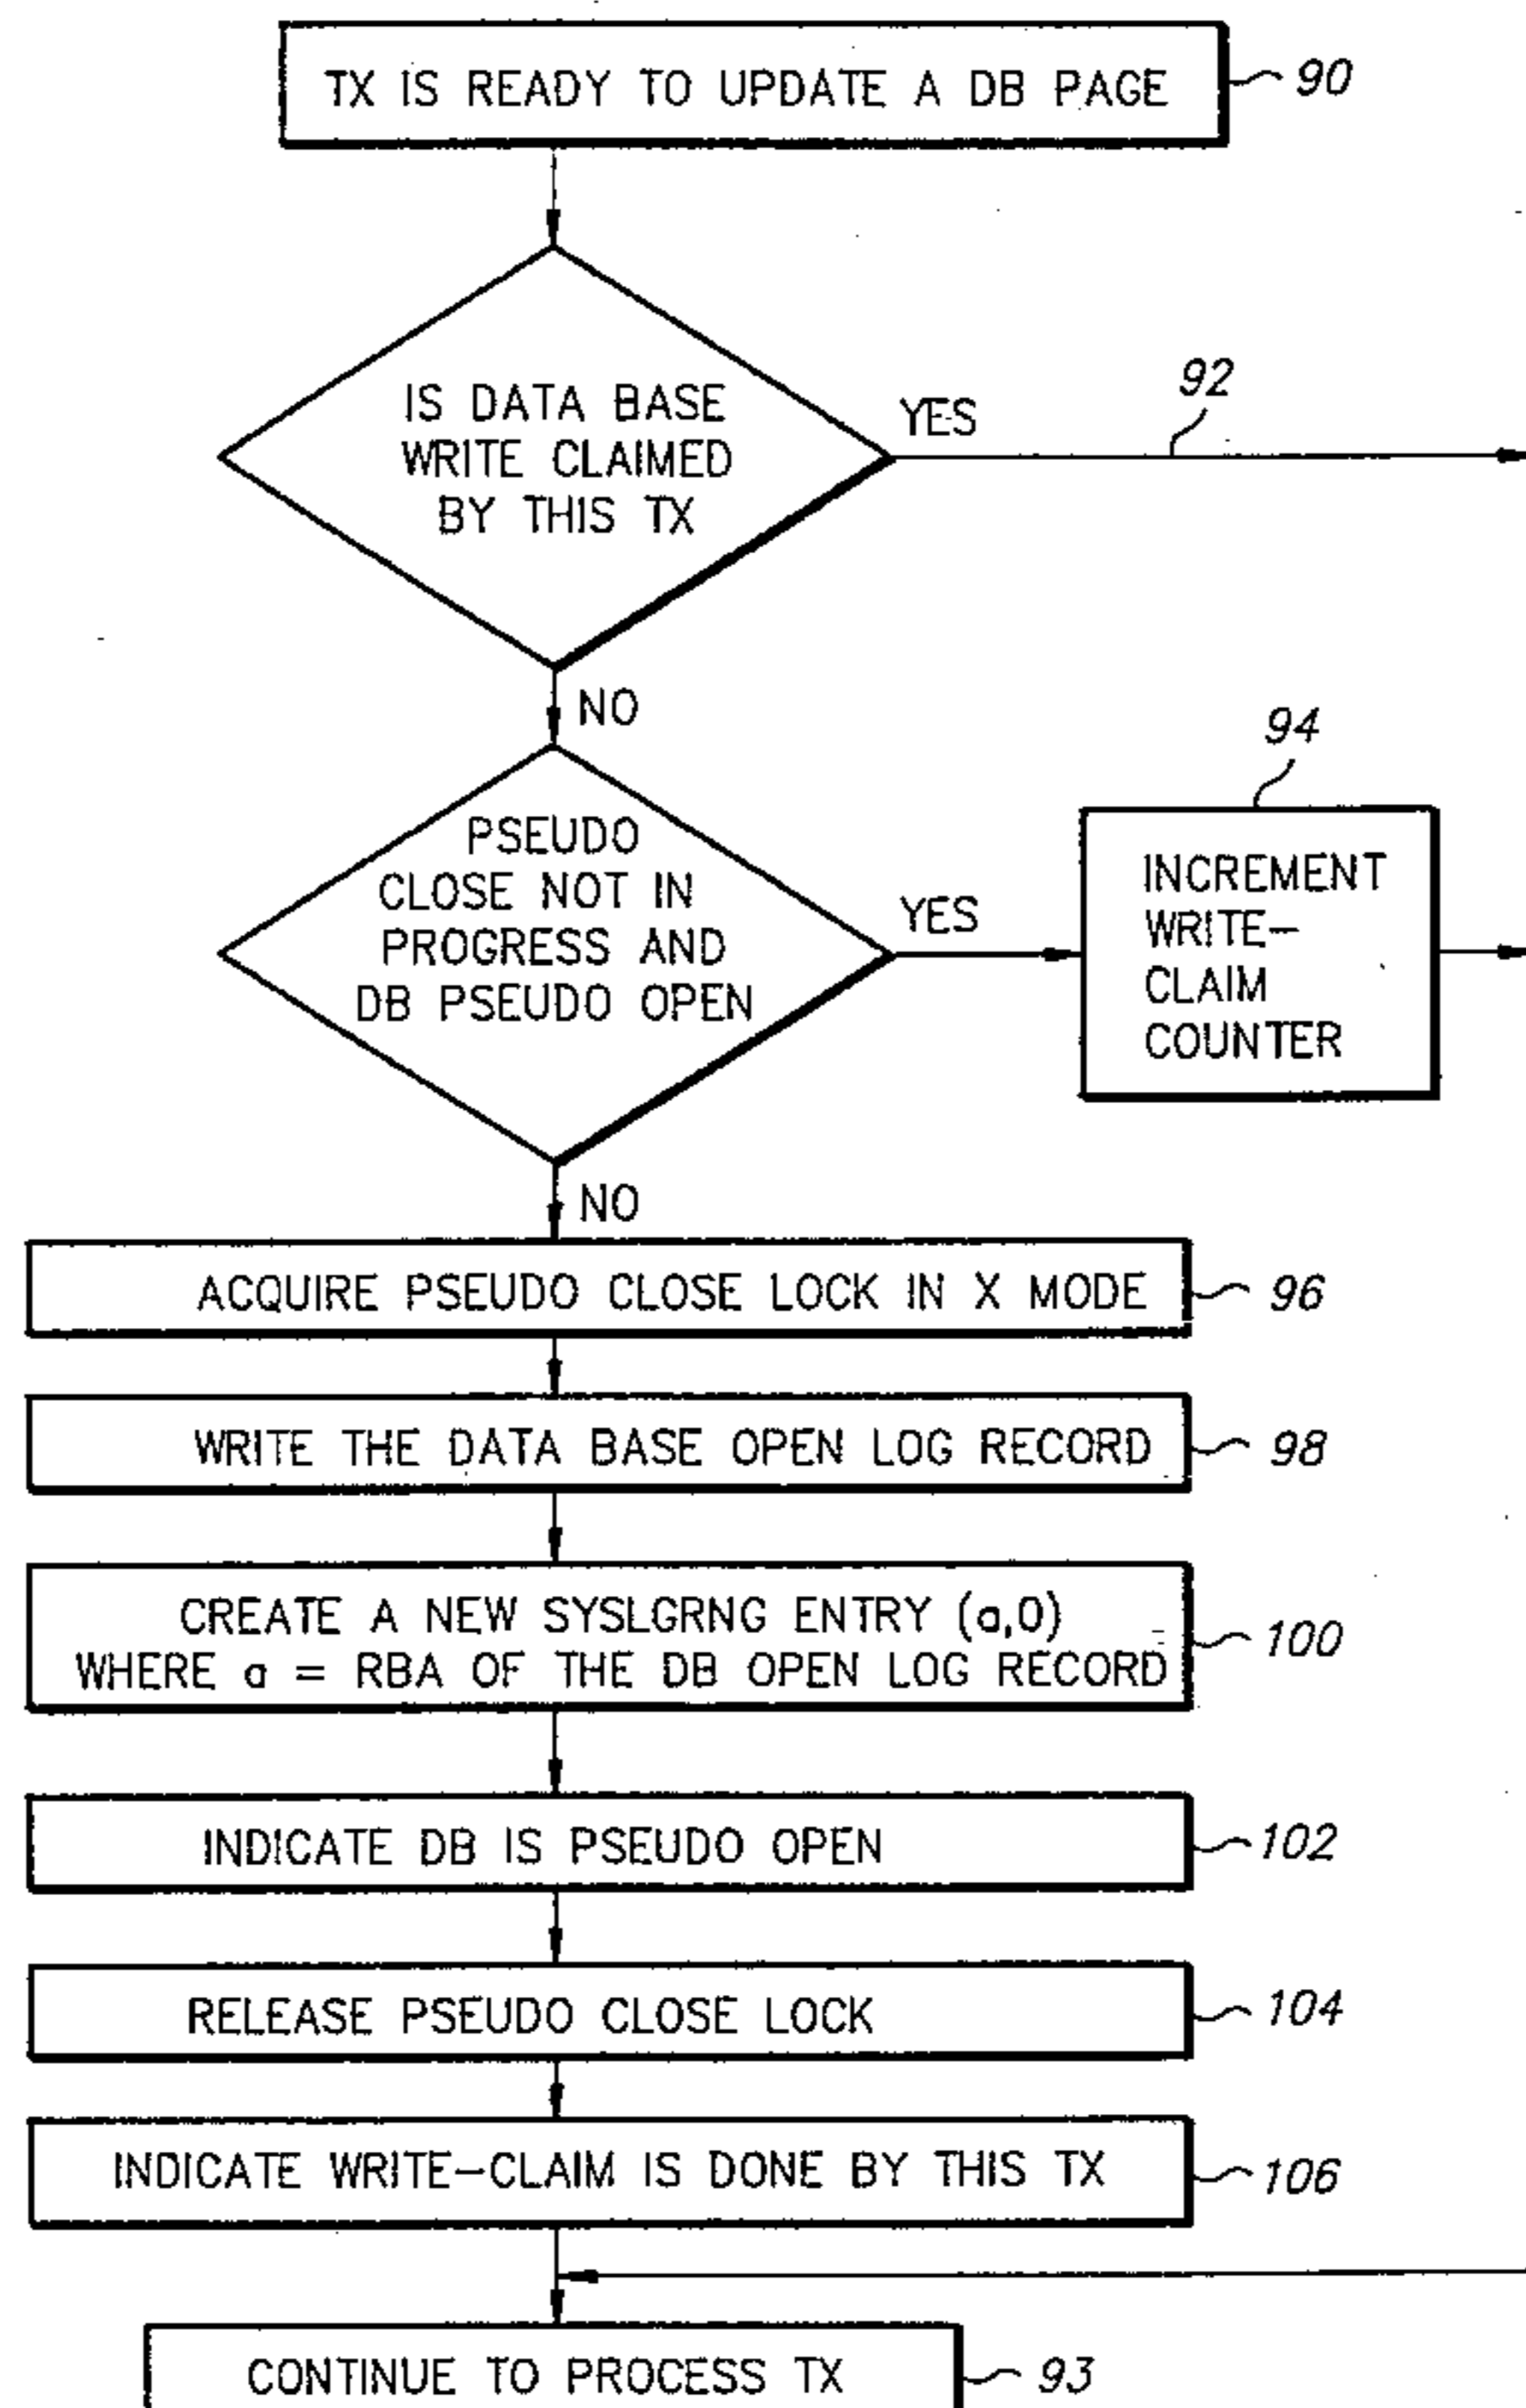 TX IS READY TO UPDATE A DB PAGE
90
IS DATA BASE
WRITE CLAIMED
BY THIS TX
YES
92
NO
PSEUDO
CLOSE NOT IN
PROGRESS AND
DB PSEUDO OPEN
YES
94
INCREMENT
WRITE-
CLAIM
COUNTER
NO
ACQUIRE PSEUDO CLOSE LOCK IN X MODE
96
WRITE THE DATA BASE OPEN LOG RECORD
98
CREATE A NEW SYSLGRNG ENTRY (a,0)
WHERE a = RBA OF THE DB OPEN LOG RECORD
100
INDICATE DB IS PSEUDO OPEN
102
RELEASE PSEUDO CLOSE LOCK
104
INDICATE WRITE-CLAIM IS DONE BY THIS TX
106
CONTINUE TO PROCESS TX
93